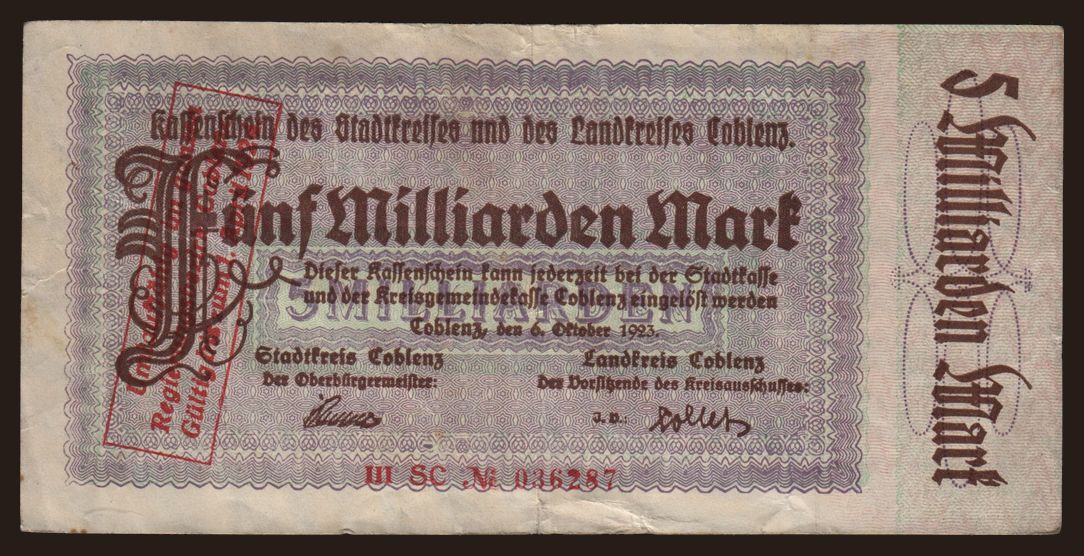 Kassenschein des Stadtkreises und des Landkreises Coblenz.
Fünf Milliarden Mark
5 MILLIARDEN
Dieser Kassenschein kann jederzeit bei der Stadtkasse
und der Kreisgemeindekasse Coblenz eingelöst werden
Coblenz, den 6. Oktober 1923.
Stadtkreis Coblenz
Der Oberbürgermeister:
Landkreis Coblenz
Der Vorsitzende des Kreisausschusses:
J.V.:
III SC № 036287
5 Milliarden Mark
Gültig